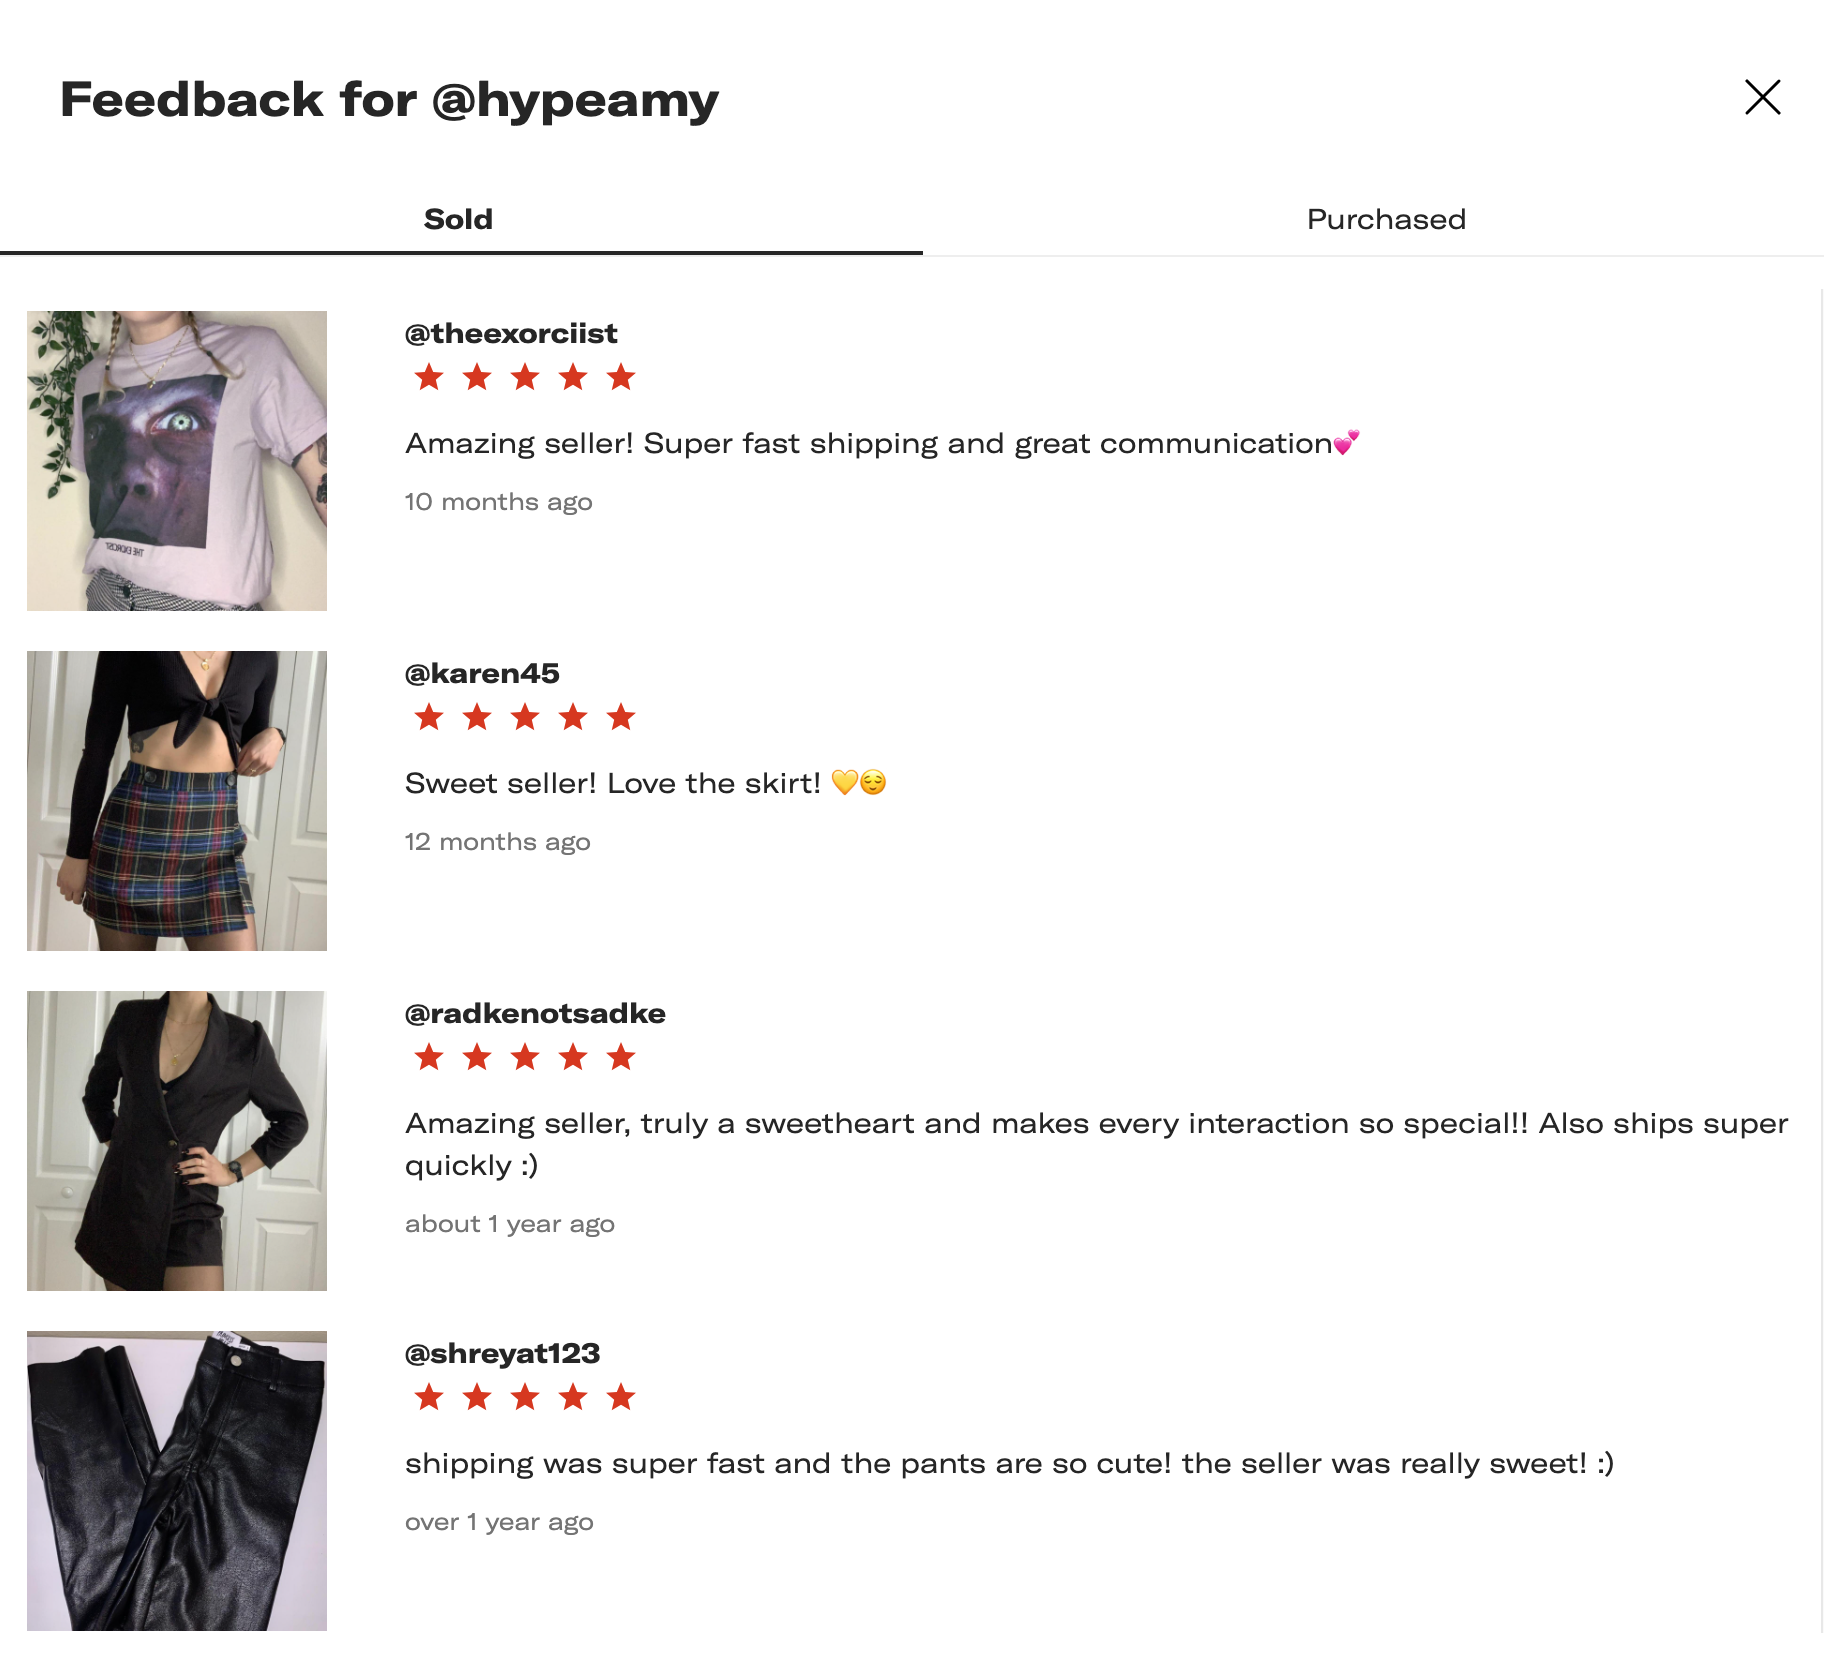 Feedback for @hypeamy
Sold
Purchased
@theexorciist
Amazing seller! Super fast shipping and great communication💕
THE EXORCIST
10 months ago
@karen45
Sweet seller! Love the skirt! 💛😌
12 months ago
@radkenotsadke
Amazing seller, truly a sweetheart and makes every interaction so special!! Also ships super
quickly :)
about 1 year ago
@shreyat123
shipping was super fast and the pants are so cute! the seller was really sweet! :)
over 1 year ago